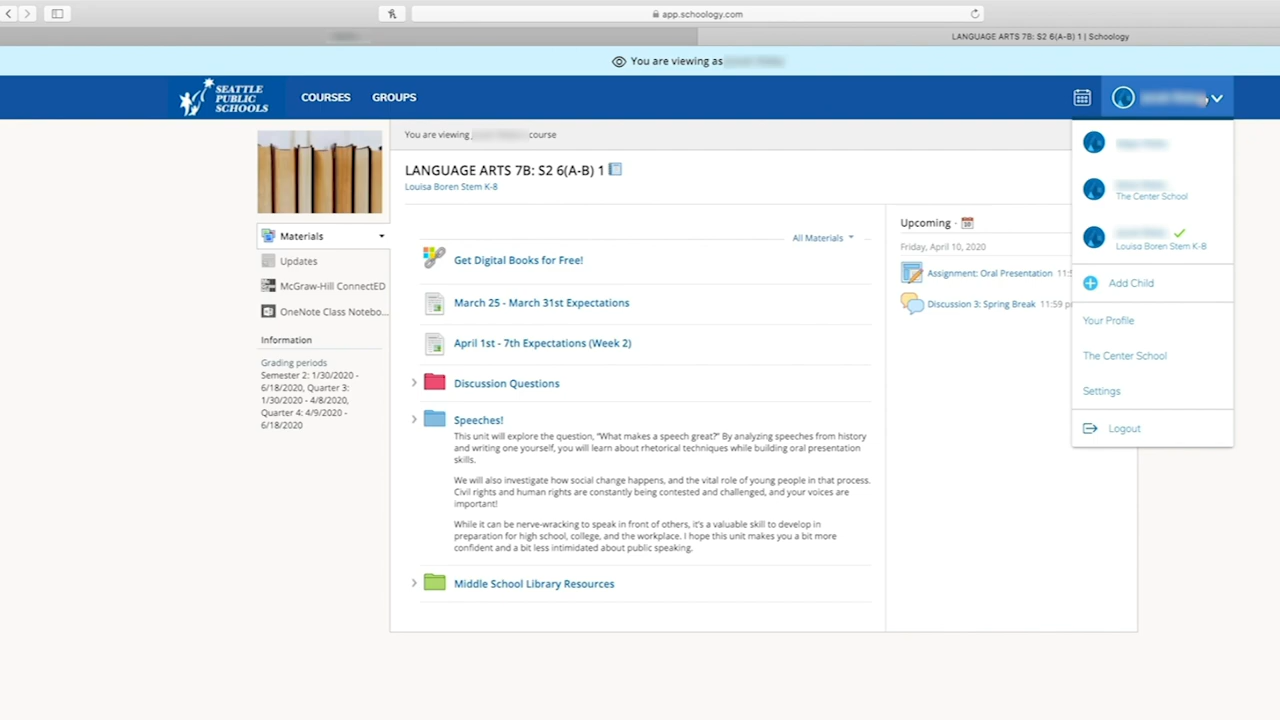 app.schoology.com
LANGUAGE ARTS 7B: S2 6(A-B) 1 | Schoology
You are viewing as
SEATTLE
PUBLIC
SCHOOLS
COURSES
GROUPS
You are viewing
course
LANGUAGE ARTS 7B: S2 6(A-B) 1
Louisa Boren Stem K-8
Materials
Updates
McGraw-Hill ConnectED
OneNote Class Notebo...
Information
Grading periods
Semester 2: 1/30/2020 -
6/18/2020, Quarter 3:
1/30/2020 - 4/8/2020,
Quarter 4: 4/9/2020 -
6/18/2020
All Materials
Get Digital Books for Free!
March 25 - March 31st Expectations
April 1st - 7th Expectations (Week 2)
Discussion Questions
Speeches!
This unit will explore the question, "What makes a speech great?" By analyzing speeches from history
and writing one yourself, you will learn about rhetorical techniques while building oral presentation
skills.
We will also investigate how social change happens, and the vital role of young people in that process.
Civil rights and human rights are constantly being contested and challenged, and your voices are
important!
While it can be nerve-wracking to speak in front of others, it's a valuable skill to develop in
preparation for high school, college, and the workplace. I hope this unit makes you a bit more
confident and a bit less intimidated about public speaking.
Middle School Library Resources
Upcoming
Friday, April 10, 2020
Assignment: Oral Presentation
Discussion 3: Spring Break 11:59
The Center School
Louisa Boren Stem K-8
Add Child
Your Profile
The Center School
Settings
Logout